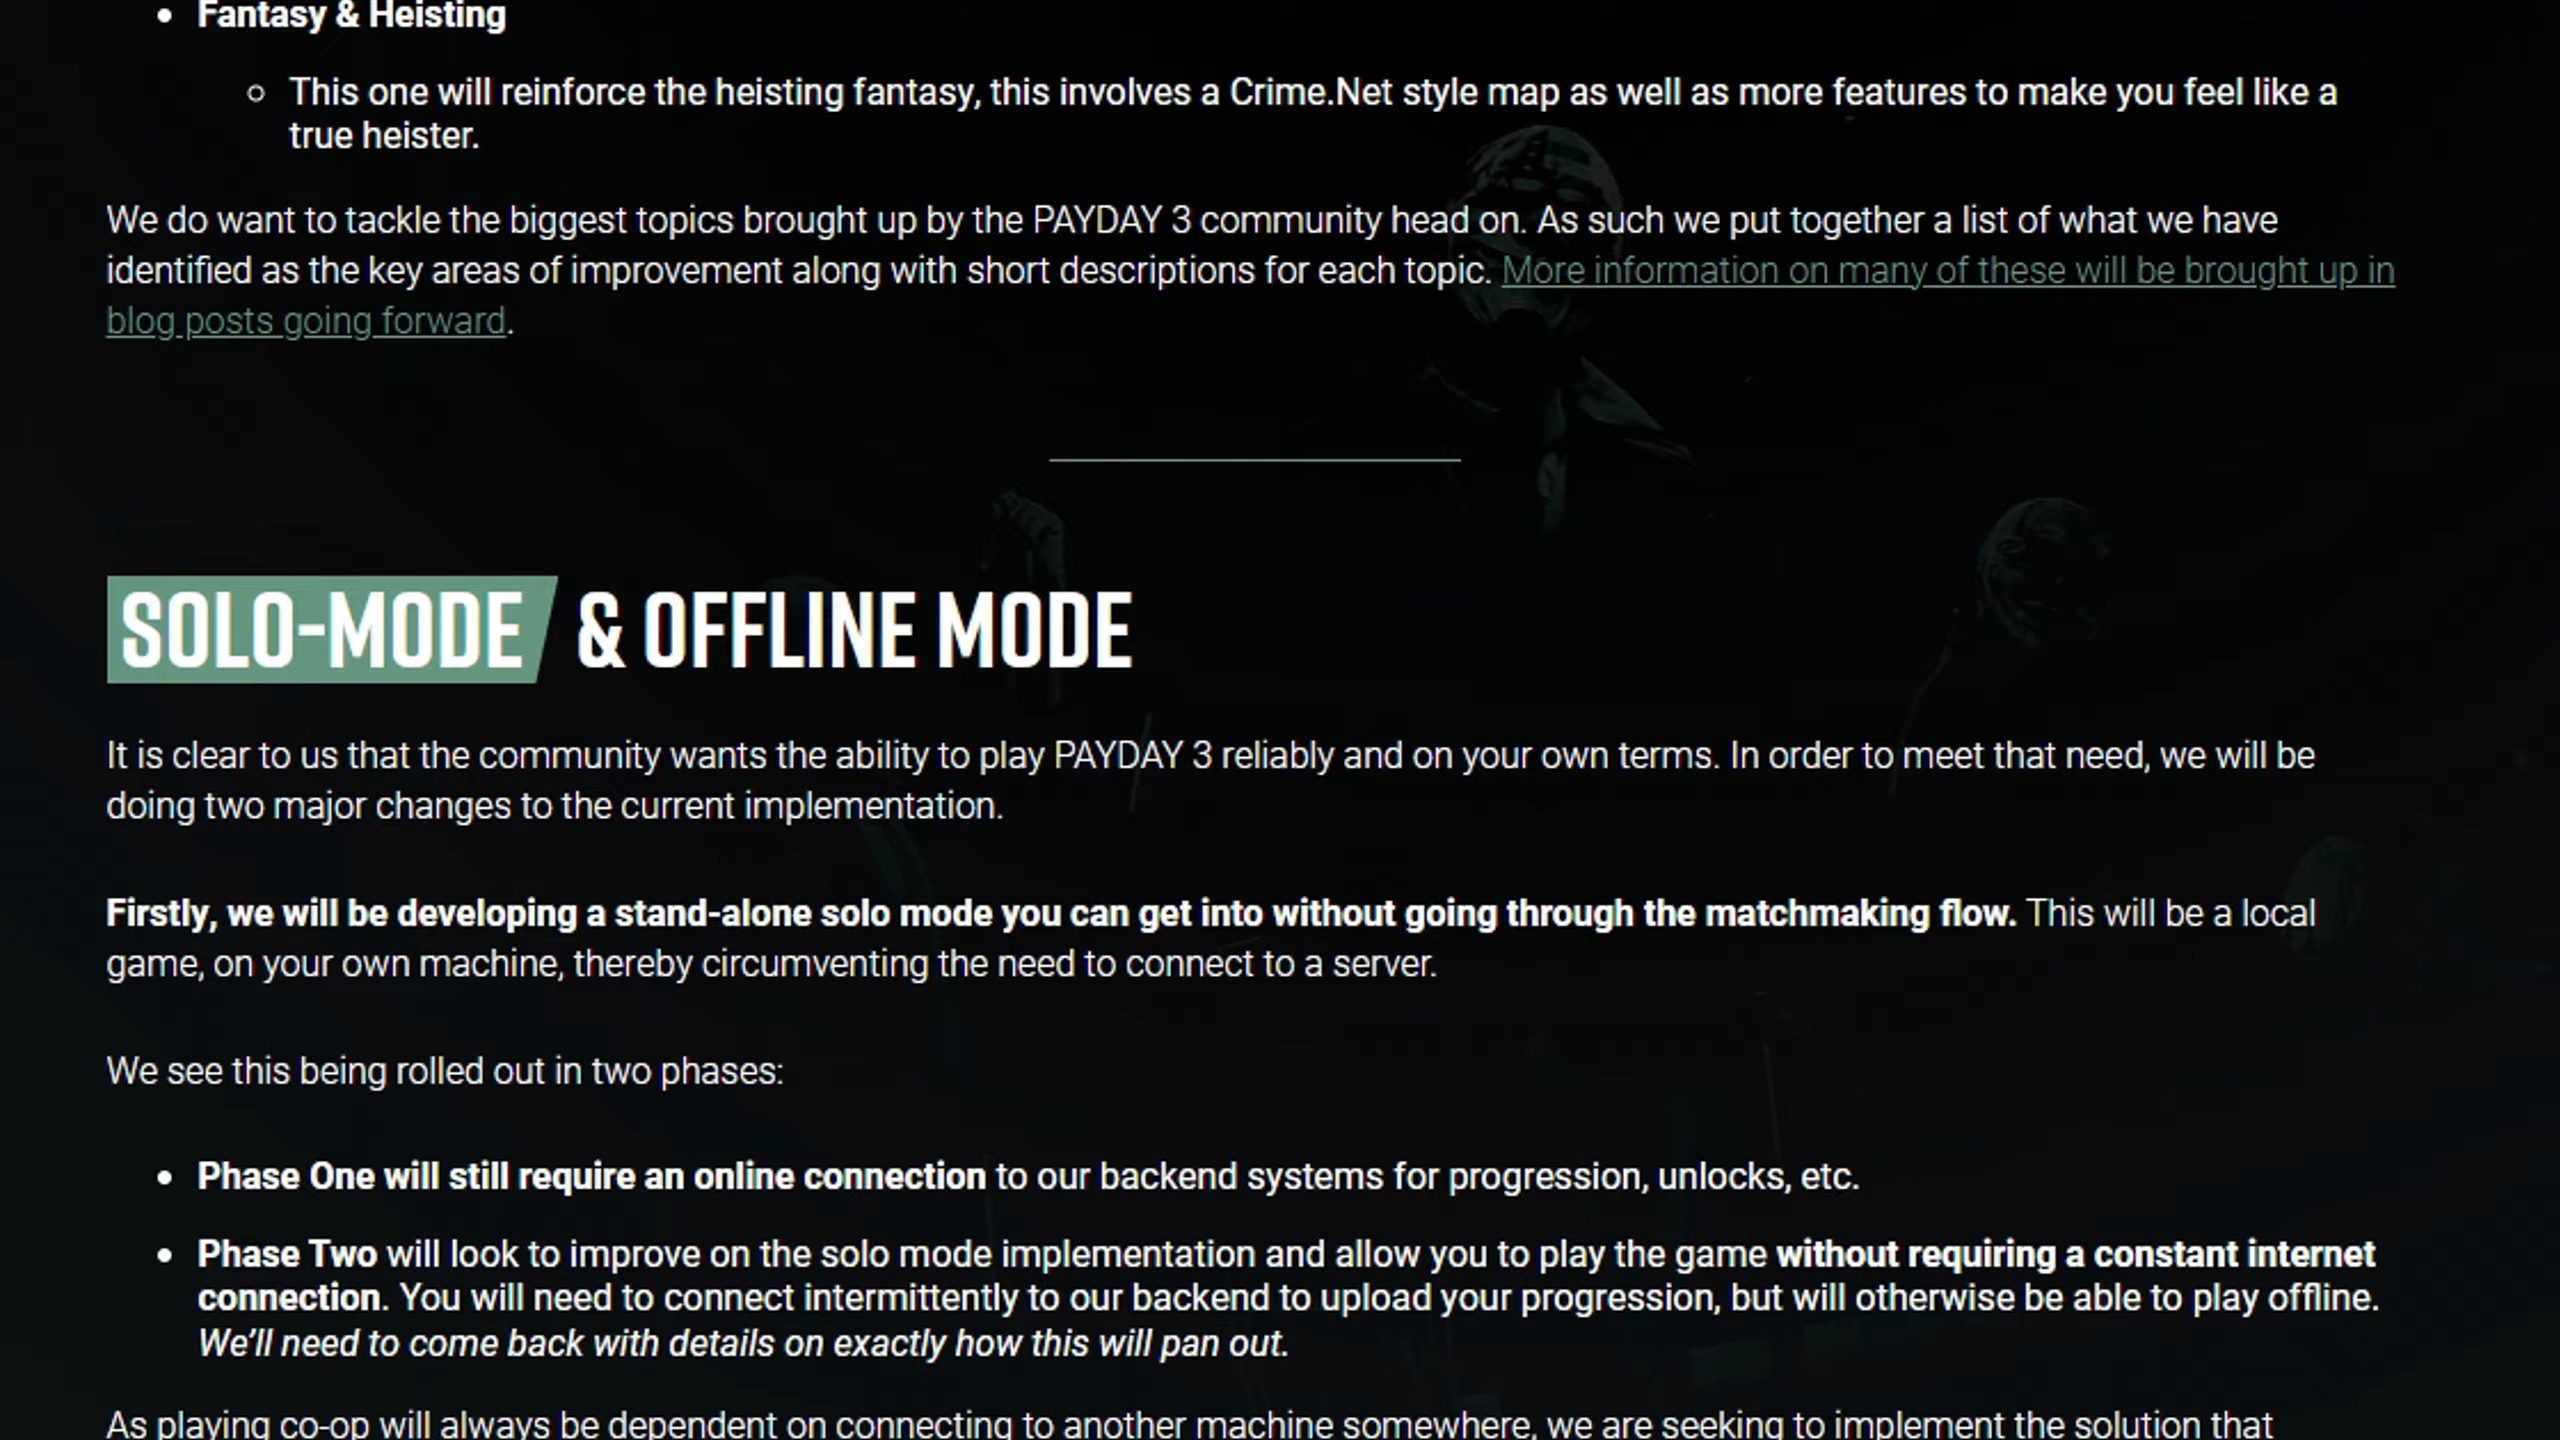 Fantasy & Heisting
This one will reinforce the heisting fantasy, this involves a Crime.Net style map as well as more features to make you feel like a
true heister.
We do want to tackle the biggest topics brought up by the PAYDAY 3 community head on. As such we put together a list of what we have
identified as the key areas of improvement along with short descriptions for each topic. More information on many of these will be brought up in
blog posts going forward.
SOLO-MODE & OFFLINE MODE
It is clear to us that the community wants the ability to play PAYDAY 3 reliably and on your own terms. In order to meet that need, we will be
doing two major changes to the current implementation.
Firstly, we will be developing a stand-alone solo mode you can get into without going through the matchmaking flow. This will be a local
game, on your own machine, thereby circumventing the need to connect to a server.
We see this being rolled out in two phases:
Phase One will still require an online connection to our backend systems for progression, unlocks, etc.
Phase Two will look to improve on the solo mode implementation and allow you to play the game without requiring a constant internet
connection. You will need to connect intermittently to our backend to upload your progression, but will otherwise be able to play offline.
We'll need to come back with details on exactly how this will pan out.
As playing co-op will always be dependent on connecting to another machine somewhere, we are seeking to implement the solution that